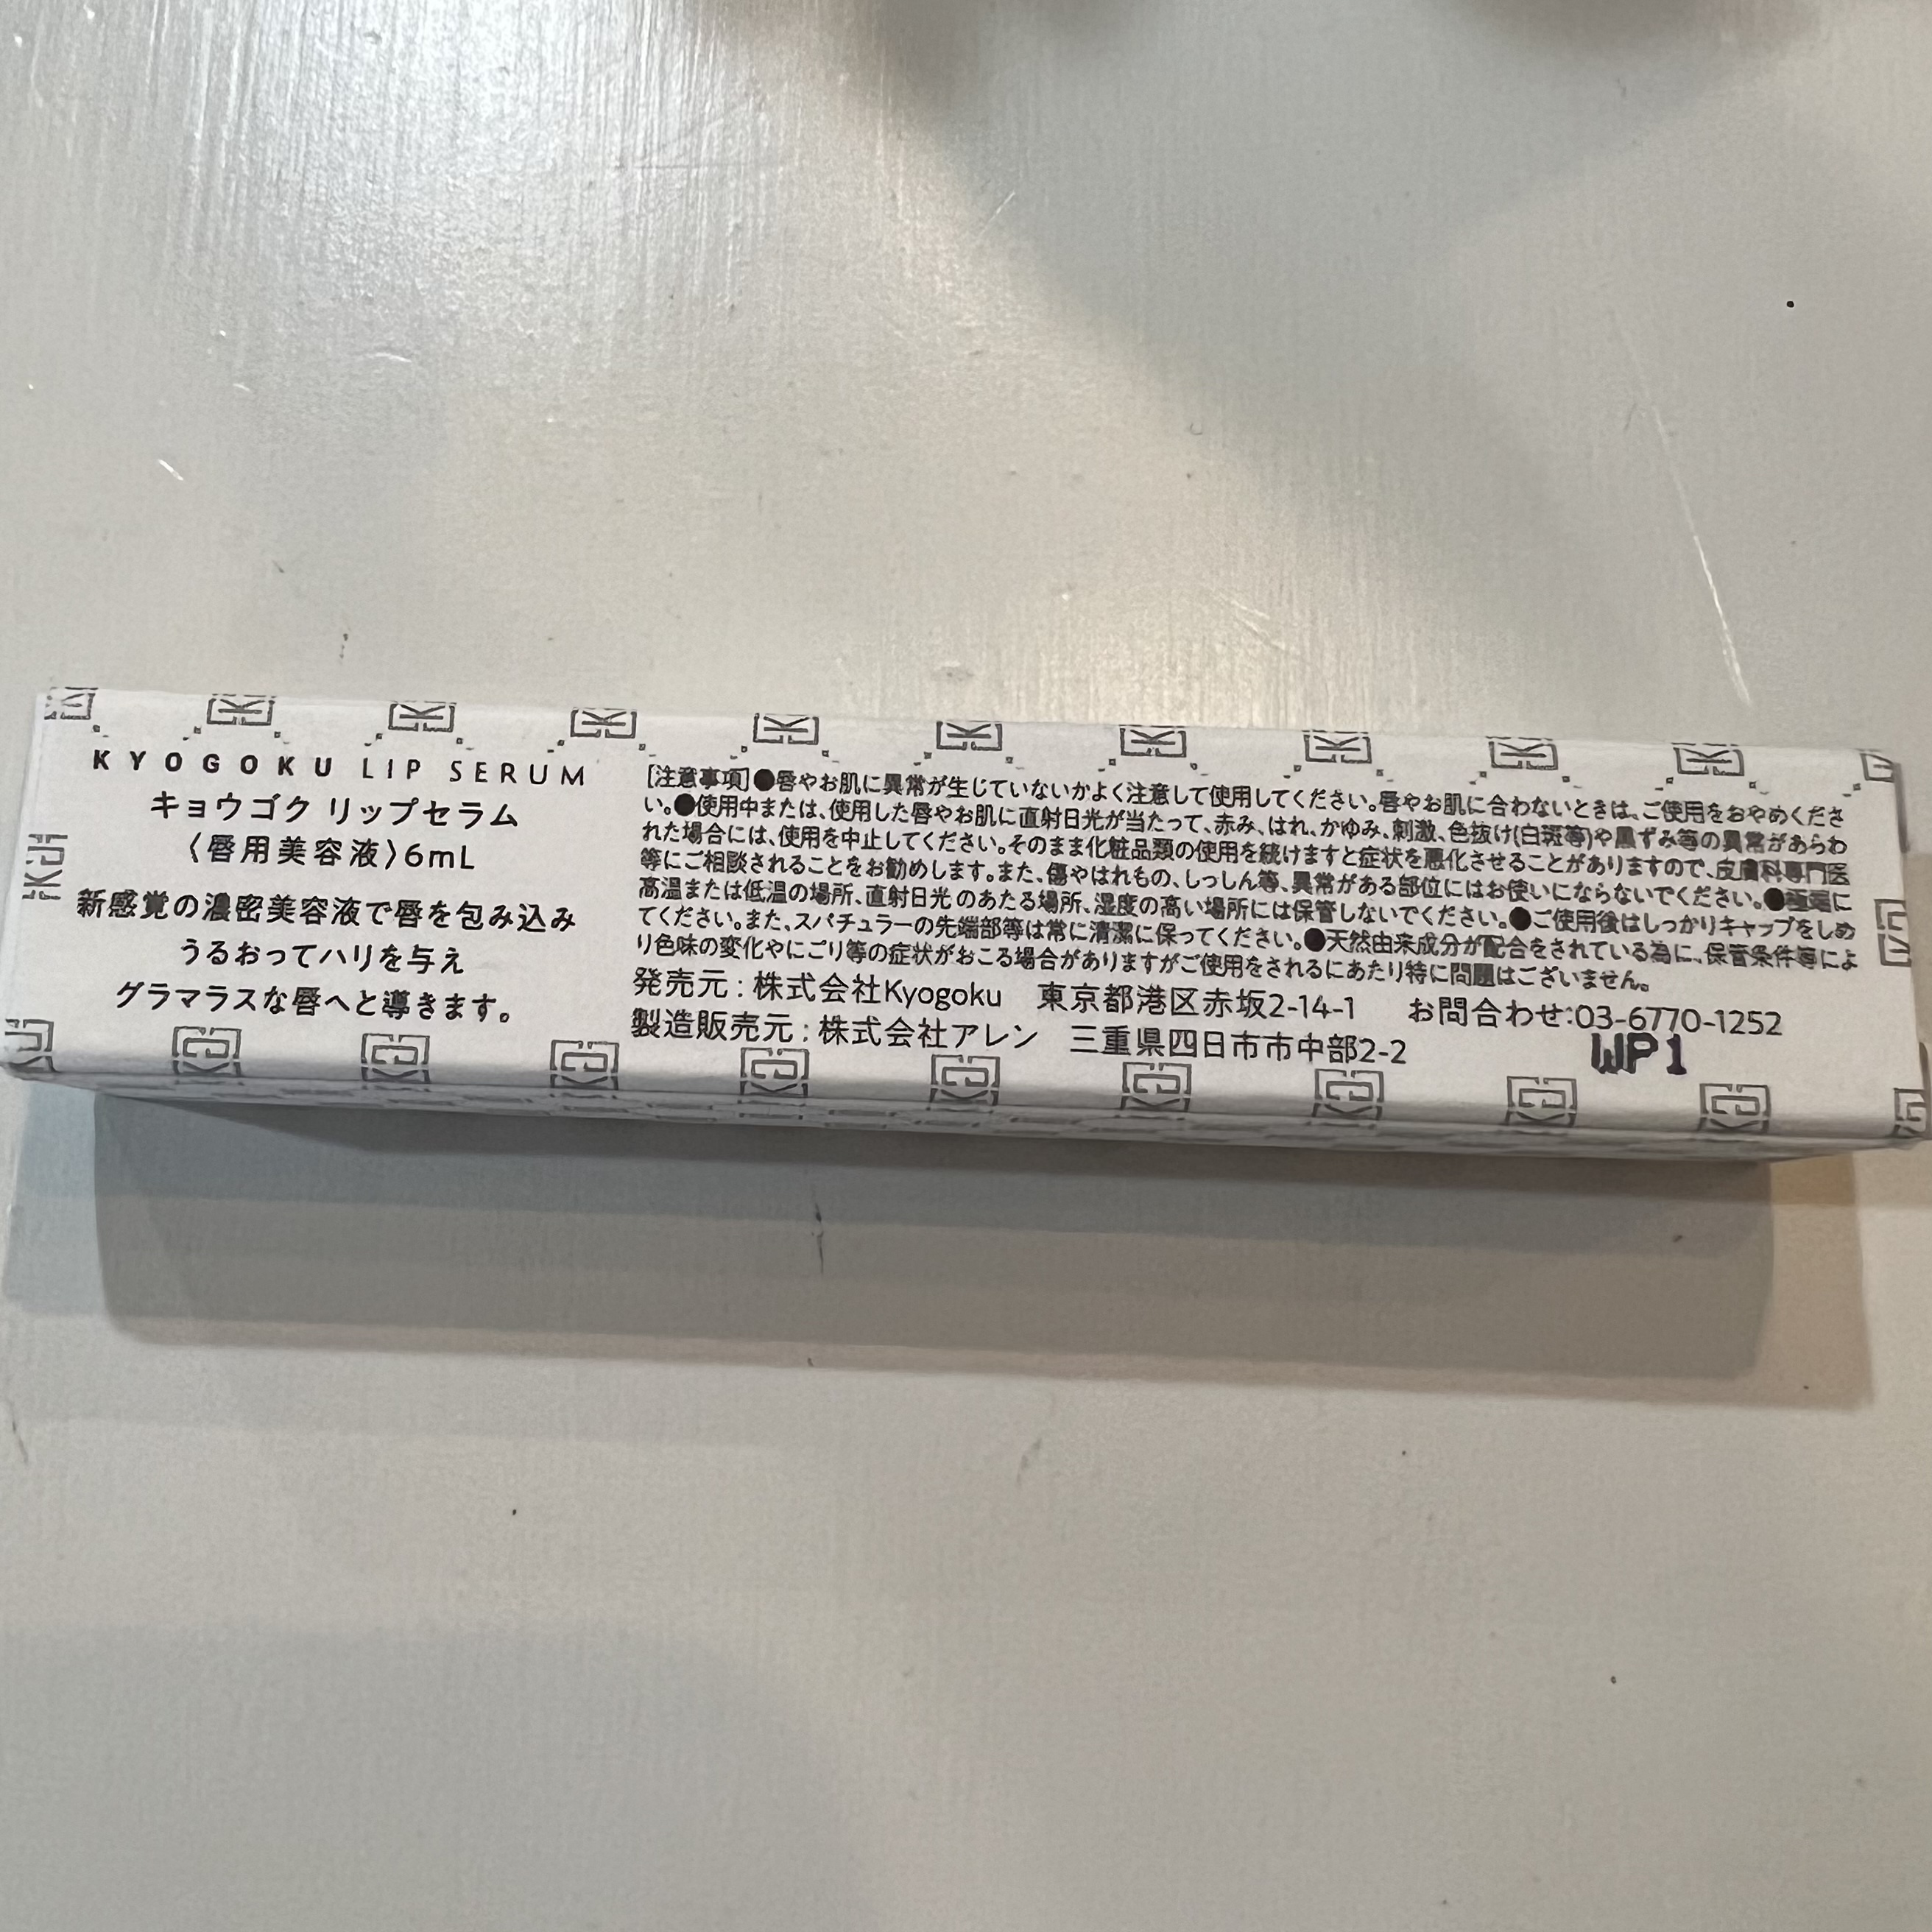 KYOGOKU LIP SERUM
キョウゴク リップセラム
〈唇用美容液〉6mL
新感覚の濃密美容液で唇を包み込み
うるおってハリを与え
グラマラスな唇へと導きます。
[注意事項]●唇やお肌に異常が生じていないかよく注意して使用してください。唇やお肌に合わないときは、ご使用をおやめくださ
い。●使用中または、使用した唇やお肌に直射日光が当たって、赤み、はれ、かゆみ、刺激、色抜け(白斑等)や黒ずみ等の異常があらわ
れた場合には、使用を中止してください。そのまま化粧品類の使用を続けますと症状を悪化させることがありますので、皮膚科専門医
等にご相談されることをお勧めします。また、傷やはれもの、しっしん等、異常がある部位にはお使いにならないでください。●極端に
高温または低温の場所、直射日光 のあたる場所、湿度の高い場所には保管しないでください。●ご使用後はしっかりキャップをしめ
てください。また、スパチュラーの先端部等は常に清潔に保ってください。●天然由来成分が配合をされている為に、保管条件等によ
り色味の変化やにごり等の症状がおこる場合がありますがご使用をされるにあたり特に問題はございません。
発売元 : 株式会社Kyogoku 東京都港区赤坂2-14-1 お問合わせ:03-6770-1252
製造販売元 : 株式会社アレン 三重県四日市市中部2-2
WP1